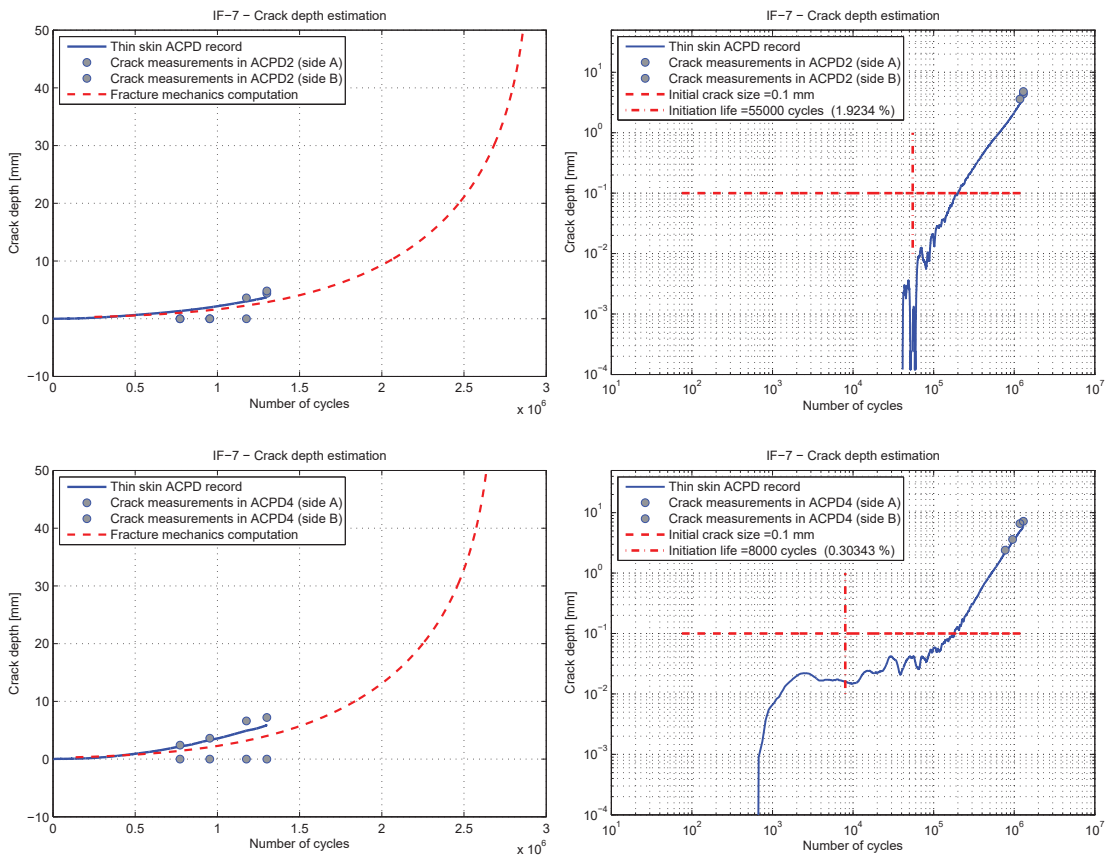 IF−7 − Crack depth estimation
Thin skin ACPD record
Crack measurements in ACPD2 (side A)
Crack measurements in ACPD2 (side B)
Fracture mechanics computation
50
40
30
20
10
0
−10
Crack depth [mm]
0 0.5 1 1.5 2 2.5 3
Number of cycles
x 10^6
IF−7 − Crack depth estimation
Thin skin ACPD record
Crack measurements in ACPD2 (side A)
Crack measurements in ACPD2 (side B)
Initial crack size =0.1 mm
Initiation life =55000 cycles (1.9234 %)
10^1
10^0
10^−1
10^−2
10^−3
10^−4
Crack depth [mm]
10^1 10^2 10^3 10^4 10^5 10^6 10^7
Number of cycles
IF−7 − Crack depth estimation
Thin skin ACPD record
Crack measurements in ACPD4 (side A)
Crack measurements in ACPD4 (side B)
Fracture mechanics computation
50
40
30
20
10
0
−10
Crack depth [mm]
0 0.5 1 1.5 2 2.5 3
Number of cycles
x 10^6
IF−7 − Crack depth estimation
Thin skin ACPD record
Crack measurements in ACPD4 (side A)
Crack measurements in ACPD4 (side B)
Initial crack size =0.1 mm
Initiation life =8000 cycles (0.30343 %)
10^1
10^0
10^−1
10^−2
10^−3
10^−4
Crack depth [mm]
10^1 10^2 10^3 10^4 10^5 10^6 10^7
Number of cycles